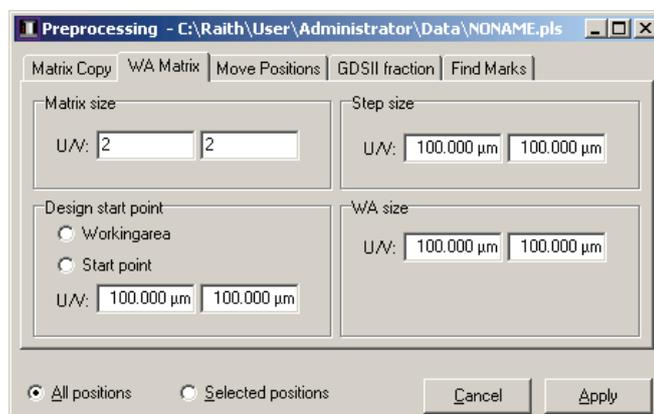 Preprocessing - C:\Raith\User\Administrator\Data\NONAME.pls
Matrix Copy WA Matrix Move Positions GDSII fraction Find Marks
Matrix size
U/V: 2 2
Step size
U/V: 100.000 µm 100.000 µm
Design start point
Workingarea
Start point
U/V: 100.000 µm 100.000 µm
WA size
U/V: 100.000 µm 100.000 µm
All positions Selected positions Cancel Apply